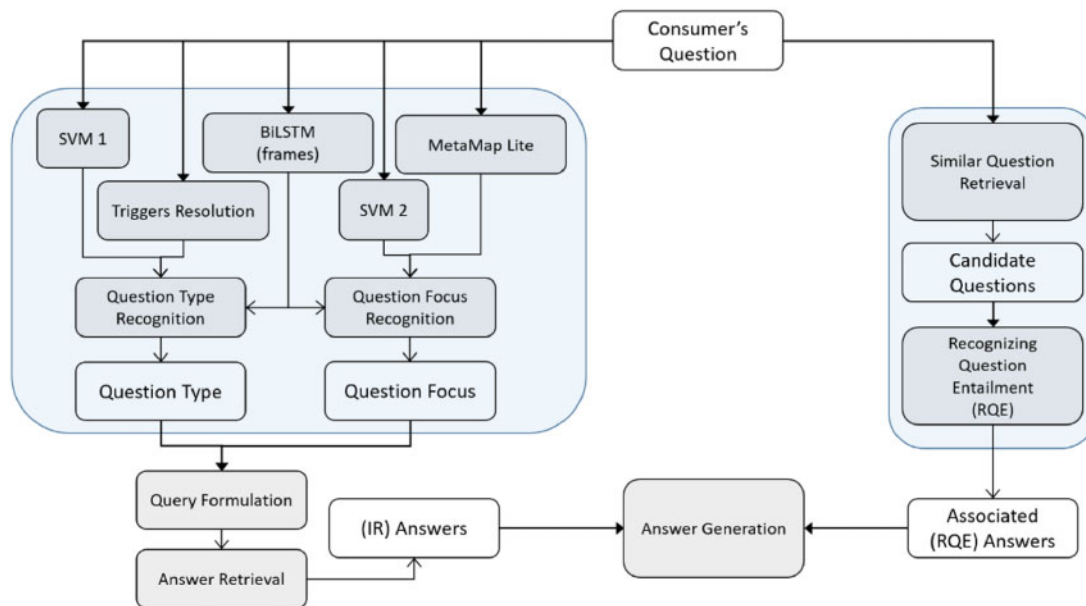 Consumer's
Question
SVM 1
BiLSTM
(frames)
MetaMap Lite
Triggers Resolution
SVM 2
Question Type
Recognition
Question Focus
Recognition
Question Type
Question Focus
Similar Question
Retrieval
Candidate
Questions
Recognizing
Question
Entailment
(RQE)
Query Formulation
Answer Retrieval
(IR) Answers
Answer Generation
Associated
(RQE) Answers